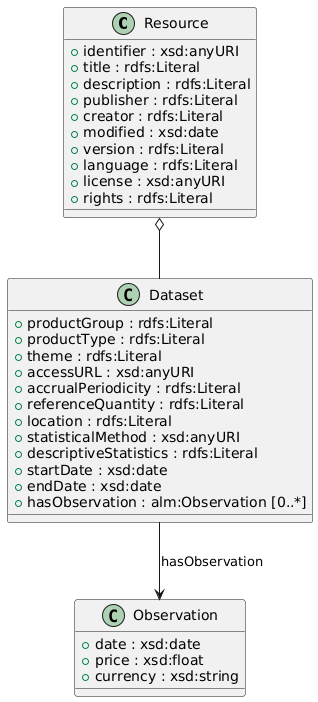 C Resource
+ identifier : xsd:anyURI
+ title : rdfs:Literal
+ description : rdfs:Literal
+ publisher : rdfs:Literal
+ creator : rdfs:Literal
+ modified : xsd:date
+ version : rdfs:Literal
+ language : rdfs:Literal
+ license : xsd:anyURI
+ rights : rdfs:Literal
C Dataset
+ productGroup : rdfs:Literal
+ productType : rdfs:Literal
+ theme : rdfs:Literal
+ accessURL : xsd:anyURI
+ accrualPeriodicity : rdfs:Literal
+ referenceQuantity : rdfs:Literal
+ location : rdfs:Literal
+ statisticalMethod : xsd:anyURI
+ descriptiveStatistics : rdfs:Literal
+ startDate : xsd:date
+ endDate : xsd:date
+ hasObservation : alm:Observation [0..*]
hasObservation
C Observation
+ date : xsd:date
+ price : xsd:float
+ currency : xsd:string